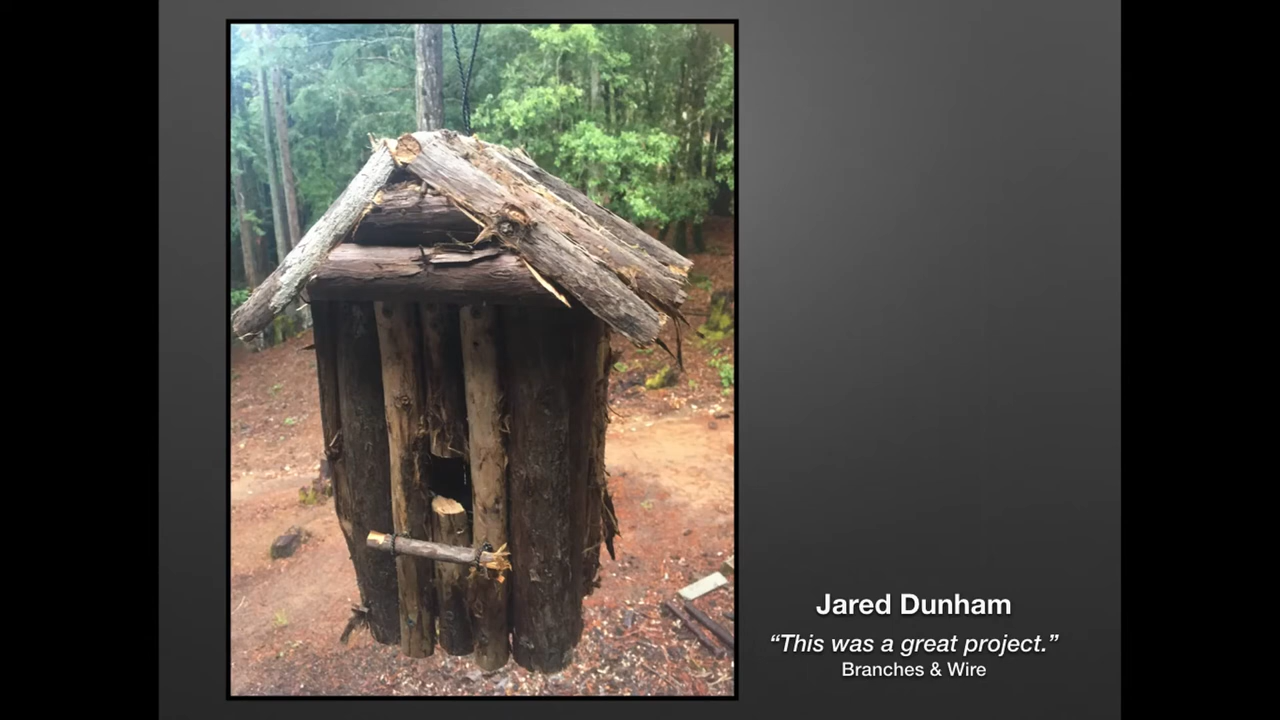 Jared Dunham
“This was a great project.”
Branches & Wire